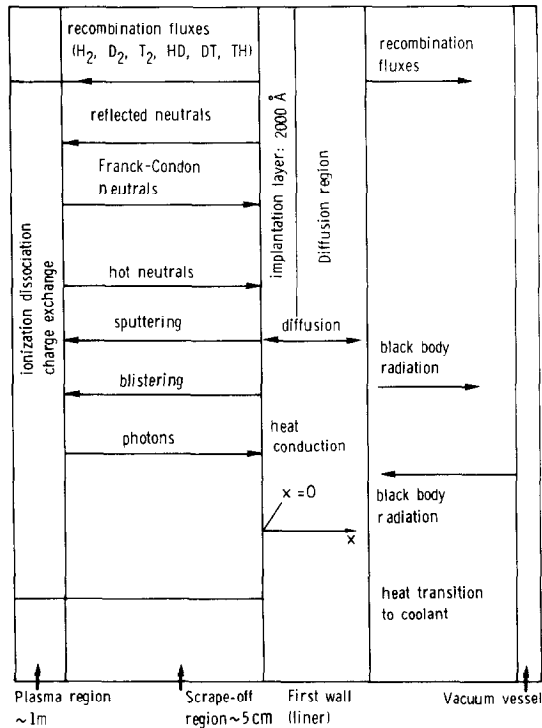 recombination fluxes
(H2, D2, T2, HD, DT, TH)
recombination
fluxes
reflected neutrals
Franck-Condon
neutrals
implantation layer: 2000 Å
Diffusion region
ionization dissociation
charge exchange
hot neutrals
sputtering
diffusion
blistering
black body
radiation
photons
heat
conduction
x=0
x
black body
radiation
heat transition
to coolant
Plasma region
~1m
Scrape-off
region~5cm
First wall
(liner)
Vacuum vessel